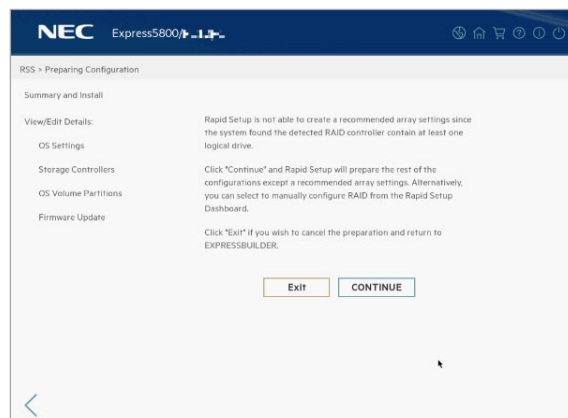 NEC Express5800/
RSS > Preparing Configuration
Summary and Install
View/Edit Details:
OS Settings
Storage Controllers
OS Volume Partitions
Firmware Update
Rapid Setup is not able to create a recommended array settings since
the system found the detected RAID controller contain at least one
logical drive.
Click "Continue" and Rapid Setup will prepare the rest of the
configurations except a recommended array settings. Alternatively,
you can select to manually configure RAID from the Rapid Setup
Dashboard.
Click "Exit" if you wish to cancel the preparation and return to
EXPRESSBUILDER.
Exit CONTINUE